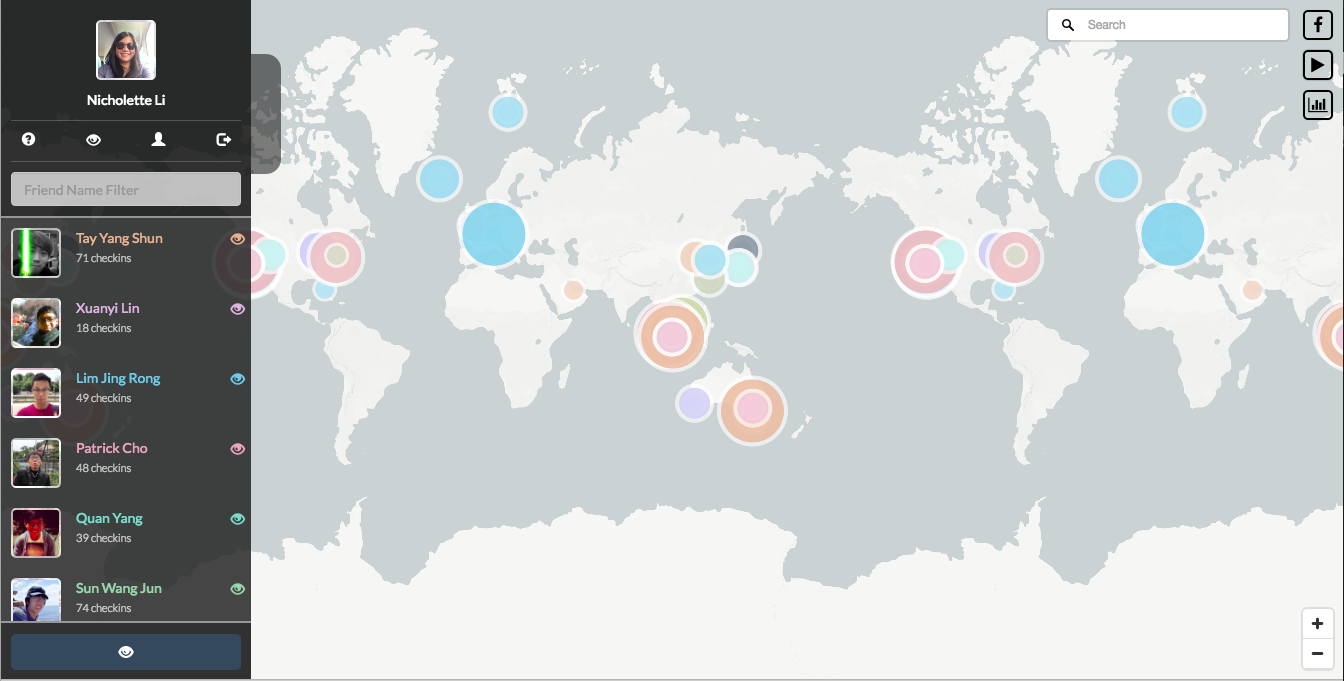 Nicholette Li
Friend Name Filter
Tay Yang Shun
71 checkins
Xuanyi Lin
18 checkins
Lim Jing Rong
49 checkins
Patrick Cho
48 checkins
Quan Yang
39 checkins
Sun Wang Jun
74 checkins
Search